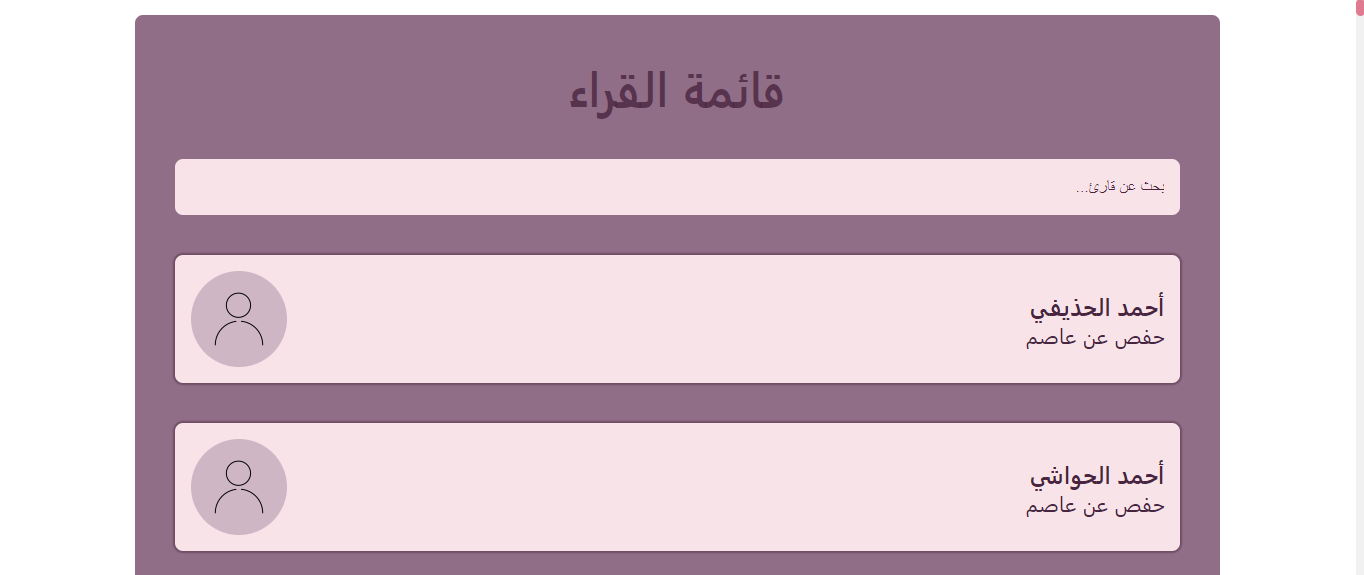 قائمة القراء
بحث عن قارئ...
أحمد الحذيفي
حفص عن عاصم
أحمد الحواشي
حفص عن عاصم